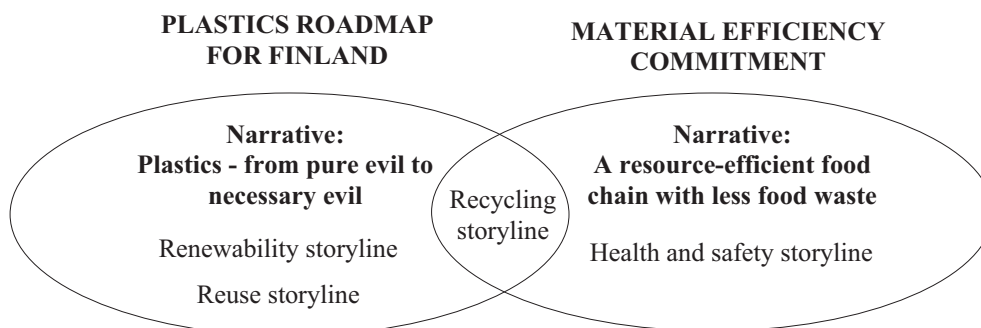 PLASTICS ROADMAP
FOR FINLAND
MATERIAL EFFICIENCY
COMMITMENT
Narrative:
Plastics - from pure evil to
necessary evil
Renewability storyline
Reuse storyline
Recycling
storyline
Narrative:
A resource-efficient food
chain with less food waste
Health and safety storyline